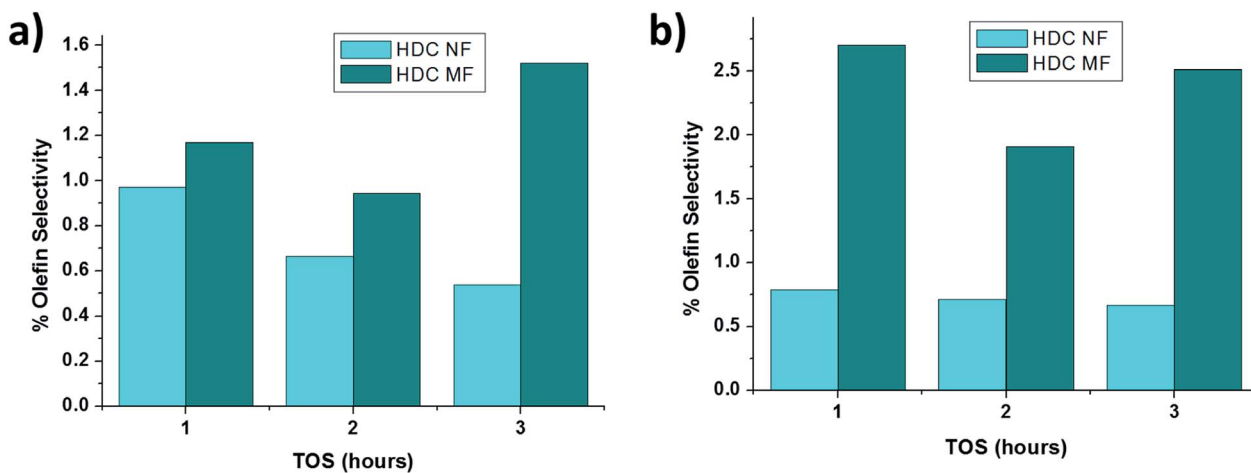 a)
% Olefin Selectivity
1.6
1.4
1.2
1.0
0.8
0.6
0.4
0.2
0.0
HDC NF
HDC MF
1
2
3
TOS (hours)
b)
% Olefin Selectivity
2.5
2.0
1.5
1.0
0.5
0.0
HDC NF
HDC MF
1
2
3
TOS (hours)